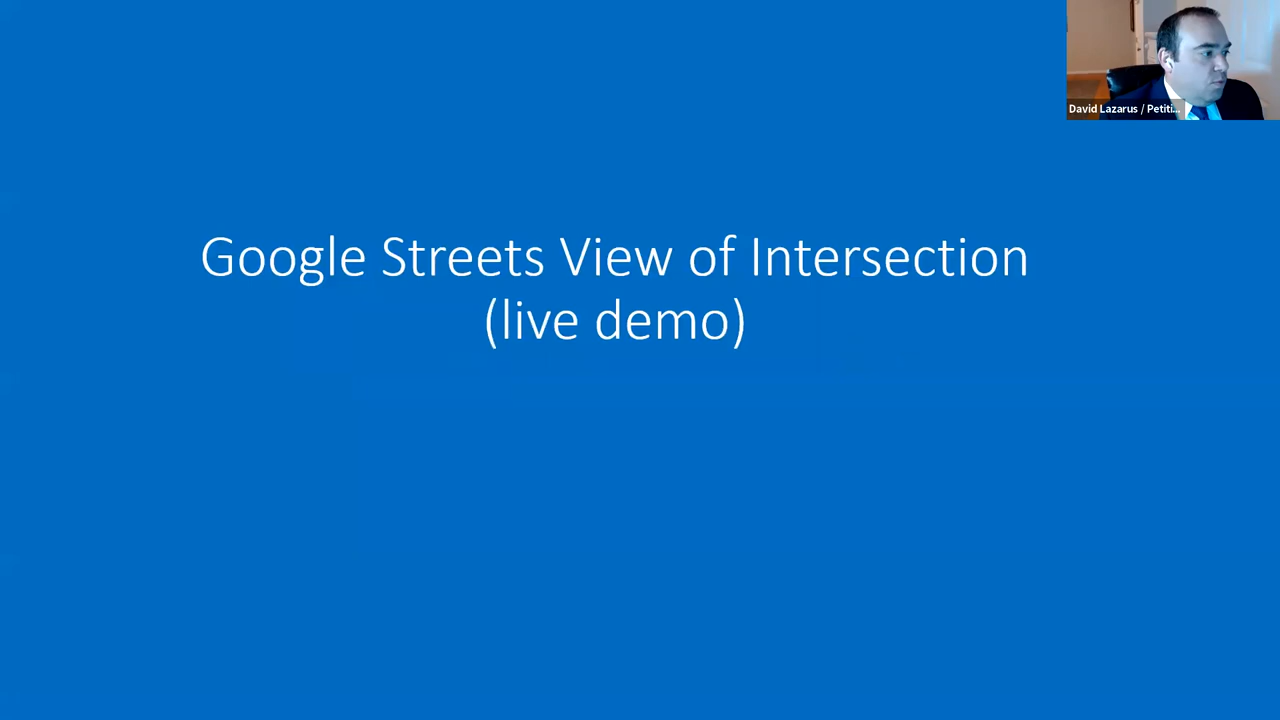 David Lazarus / Petiti...
Google Streets View of Intersection
(live demo)